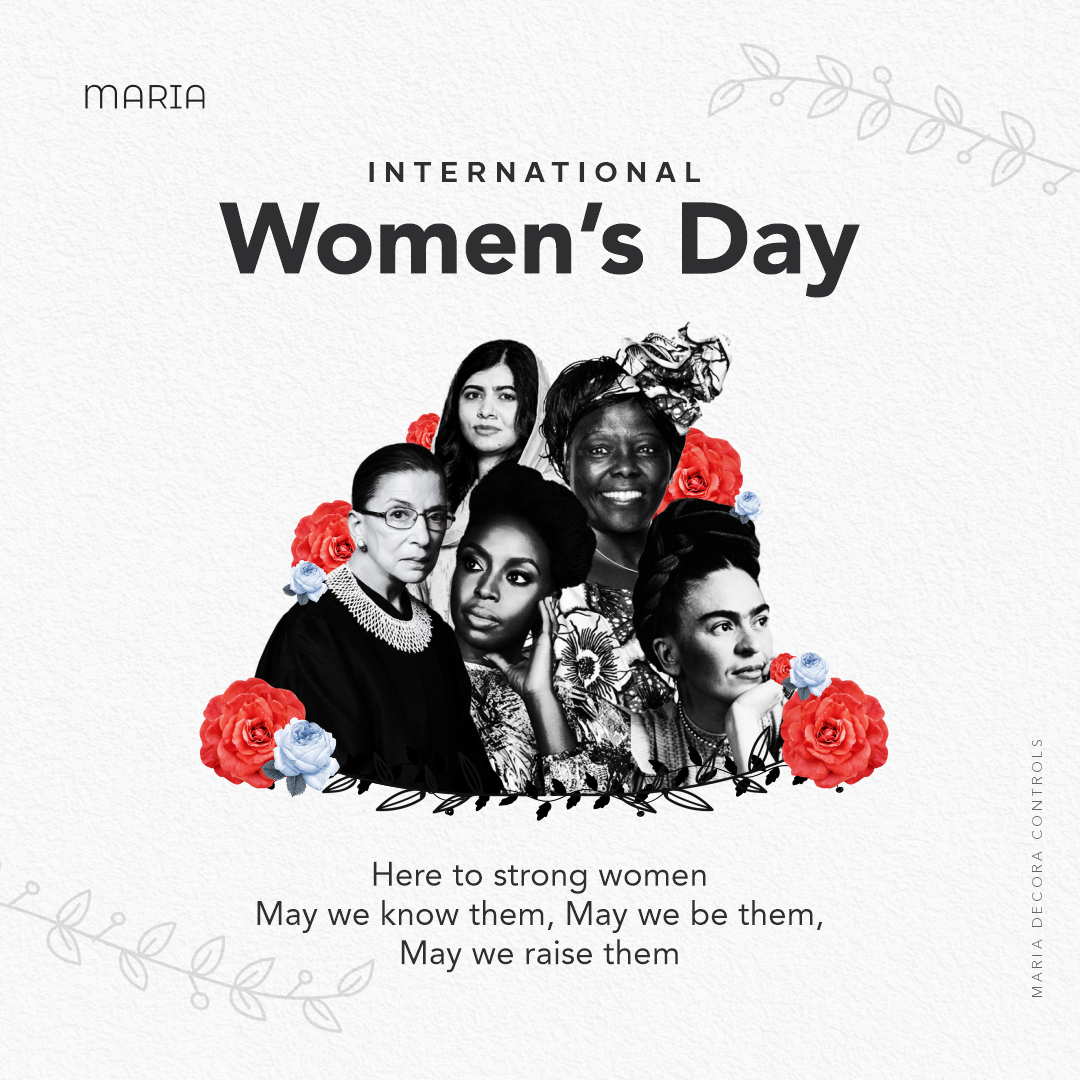 MARIA
INTERNATIONAL
Women's Day
Here to strong women
May we know them, May we be them,
May we raise them
MARIA DECORA CONTROLS